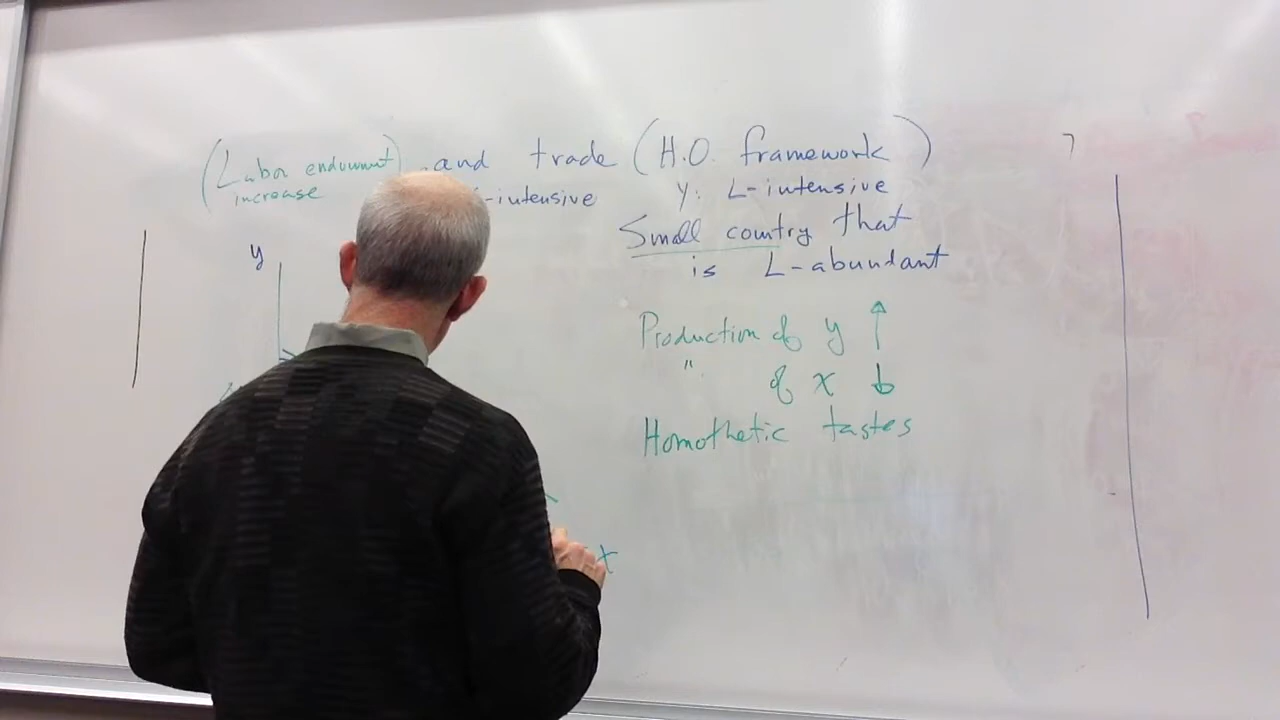 (Labor endowment) and trade (H.O. framework)
increase
-intensive y: L-intensive
Small country that
is L-abundant
y
Production of y ↑
" of x ↓
Homothetic tastes
x